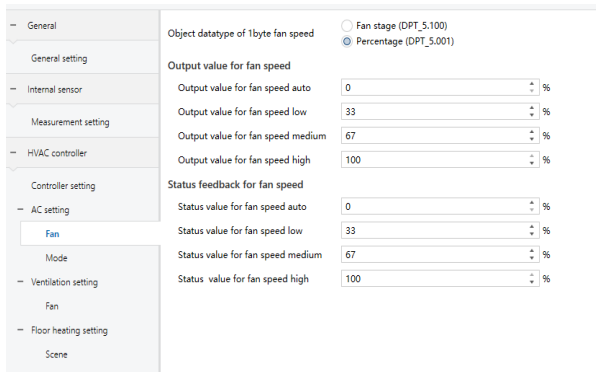 General
General setting
Internal sensor
Measurement setting
HVAC controller
Controller setting
AC setting
Fan
Mode
Ventilation setting
Fan
Floor heating setting
Scene
Object datatype of 1byte fan speed
Fan stage (DPT_5.100)
Percentage (DPT_5.001)
Output value for fan speed
Output value for fan speed auto 0 %
Output value for fan speed low 33 %
Output value for fan speed medium 67 %
Output value for fan speed high 100 %
Status feedback for fan speed
Status value for fan speed auto 0 %
Status value for fan speed low 33 %
Status value for fan speed medium 67 %
Status value for fan speed high 100 %